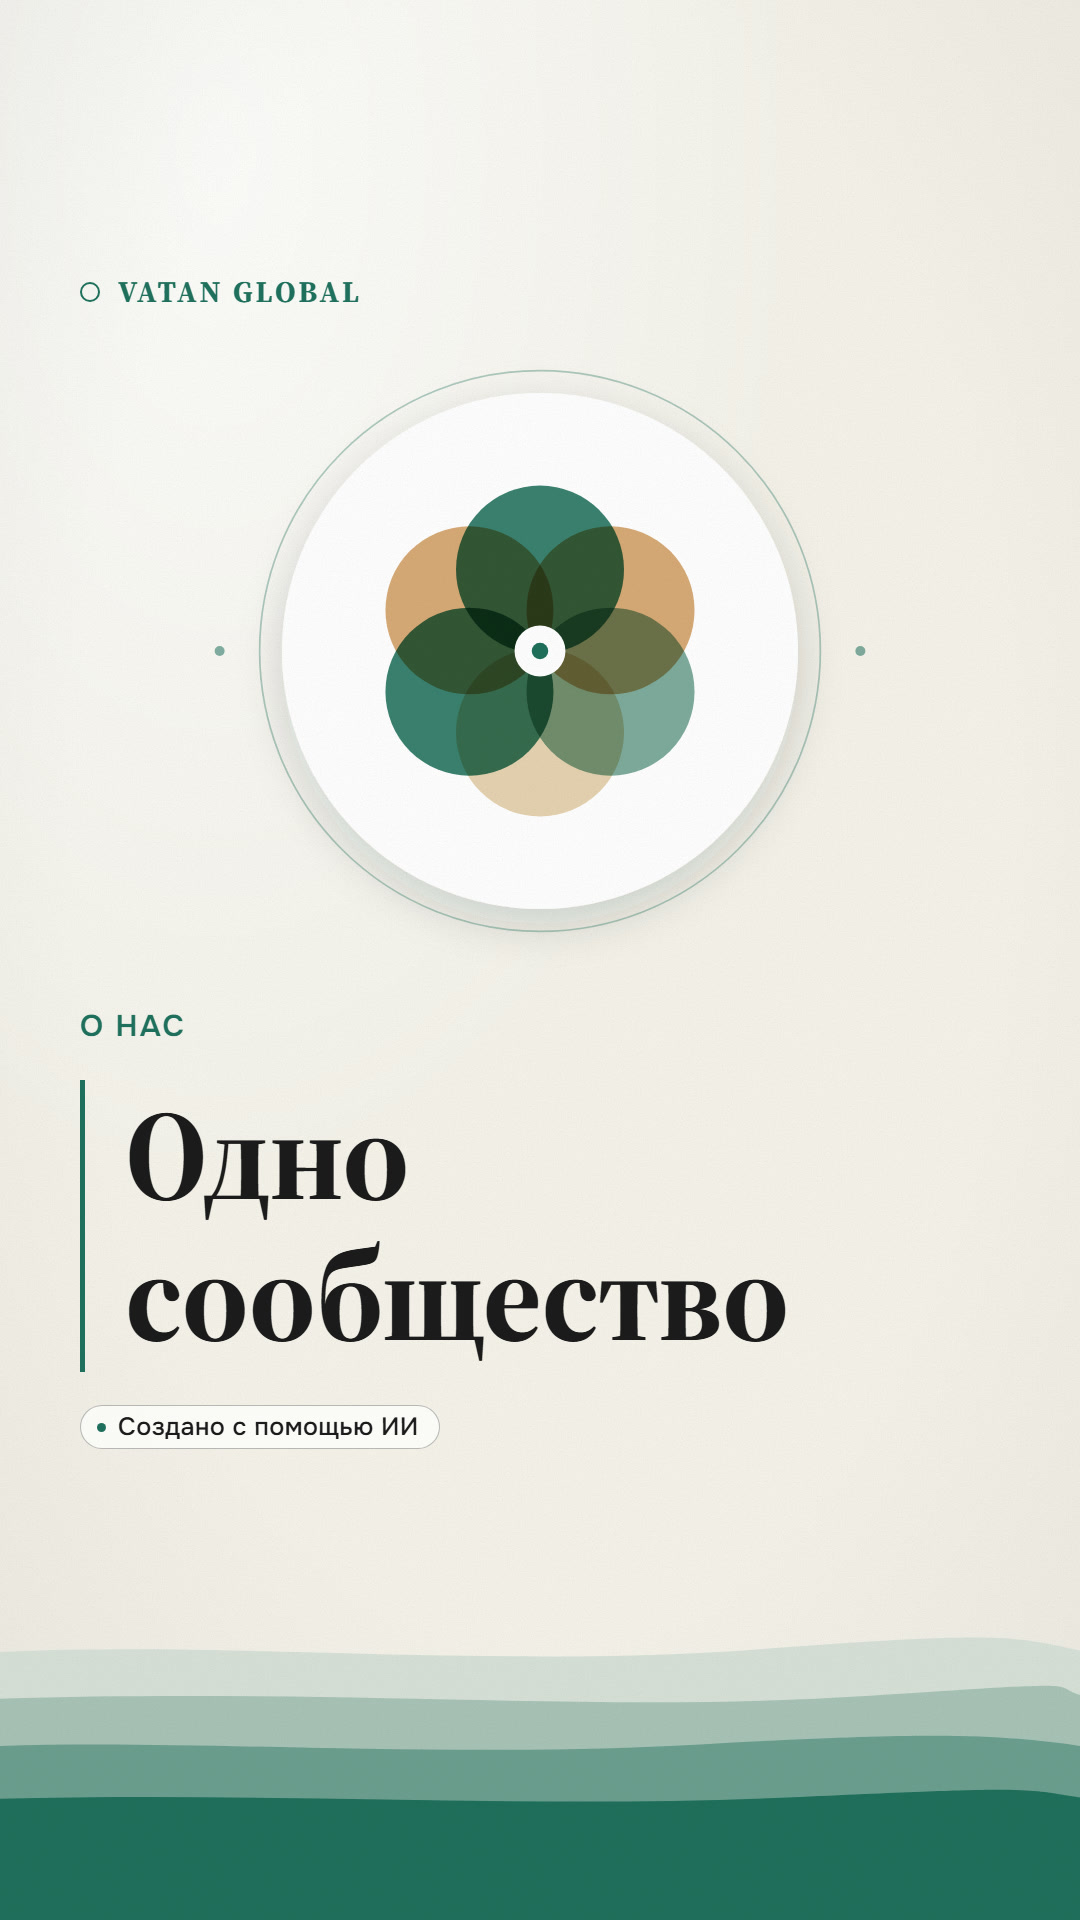 VATAN GLOBAL
О НАС
Одно
сообщество
Создано с помощью ИИ